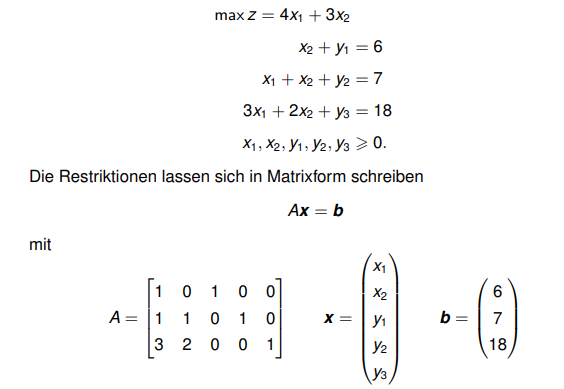 max z = 4x₁ + 3x₂
x₂ + y₁ = 6
x₁ + x₂ + y₂ = 7
3x₁ + 2x₂ + y₃ = 18
x₁, x₂, y₁, y₂, y₃ ⩾ 0.
Die Restriktionen lassen sich in Matrixform schreiben
Ax = b
mit
A = [1 0 1 0 0; 1 1 0 1 0; 3 2 0 0 1] x = (x₁ x₂ y₁ y₂ y₃) b = (6 7 18)